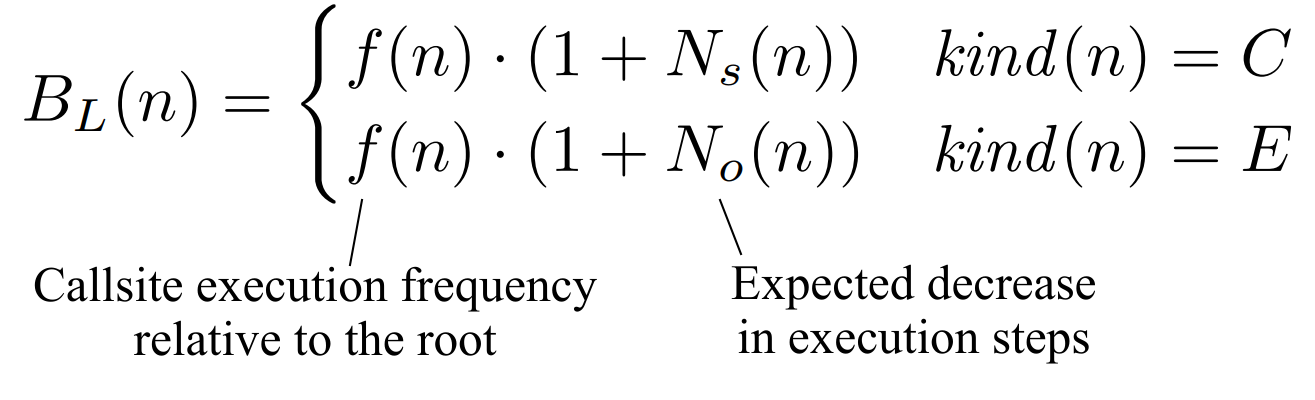 B_L(n) = { f(n) · (1 + N_s(n)) kind(n) = C
f(n) · (1 + N_o(n)) kind(n) = E
Callsite execution frequency
relative to the root
Expected decrease
in execution steps